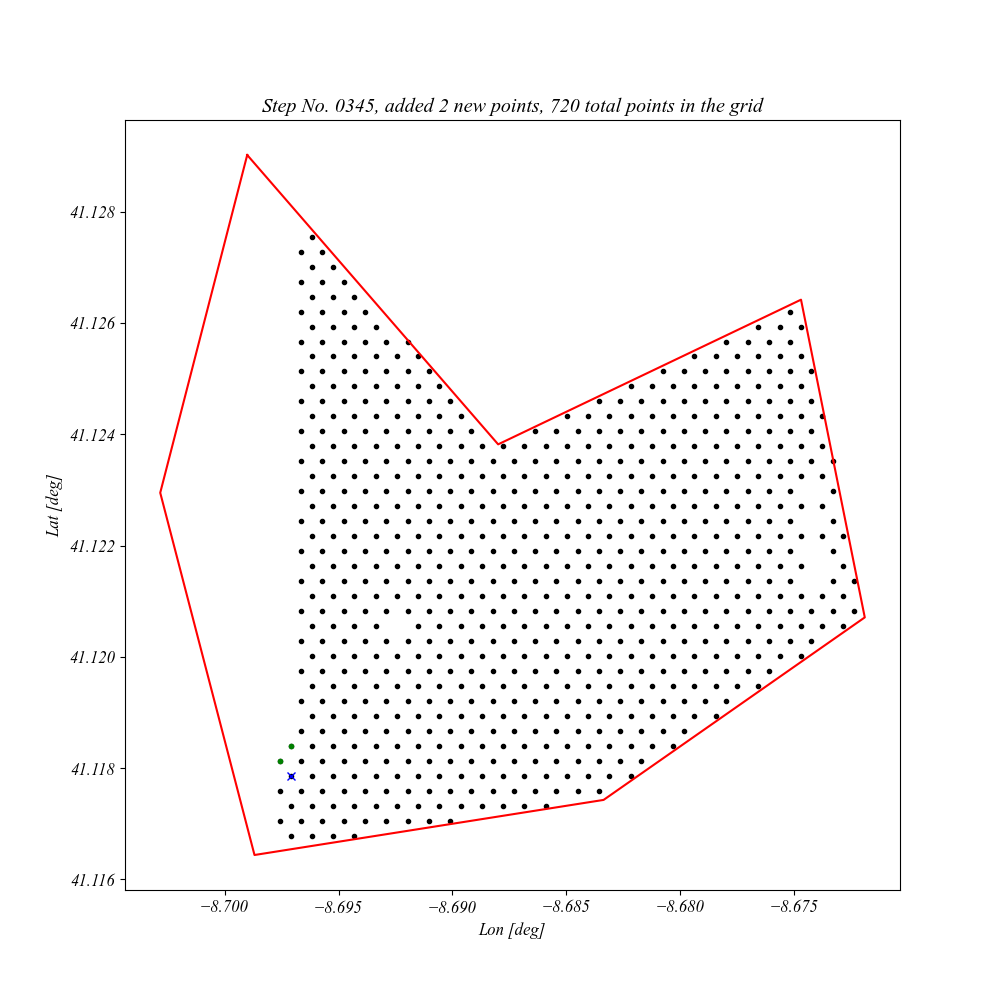 Step No. 0345, added 2 new points, 720 total points in the grid
41.128
41.126
41.124
41.122
41.120
41.118
41.116
Lat [deg]
−8.700 −8.695 −8.690 −8.685 −8.680 −8.675
Lon [deg]